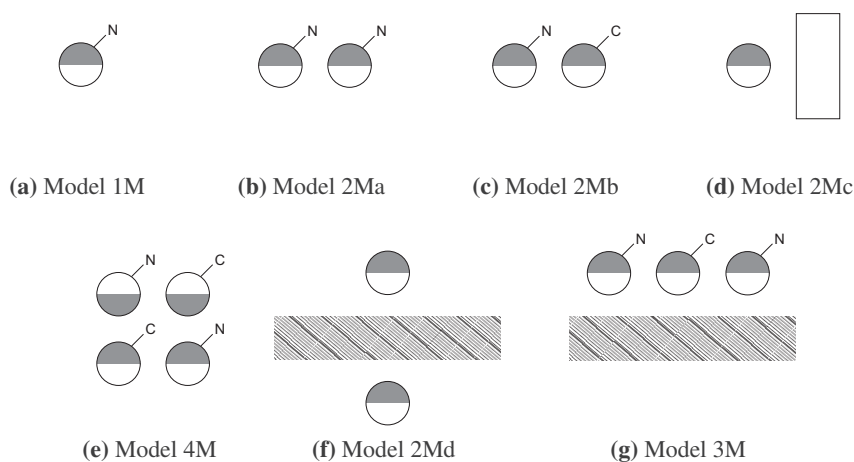 N N N N C
(a) Model 1M (b) Model 2Ma (c) Model 2Mb (d) Model 2Mc
N C N C N
C N
(e) Model 4M (f) Model 2Md (g) Model 3M